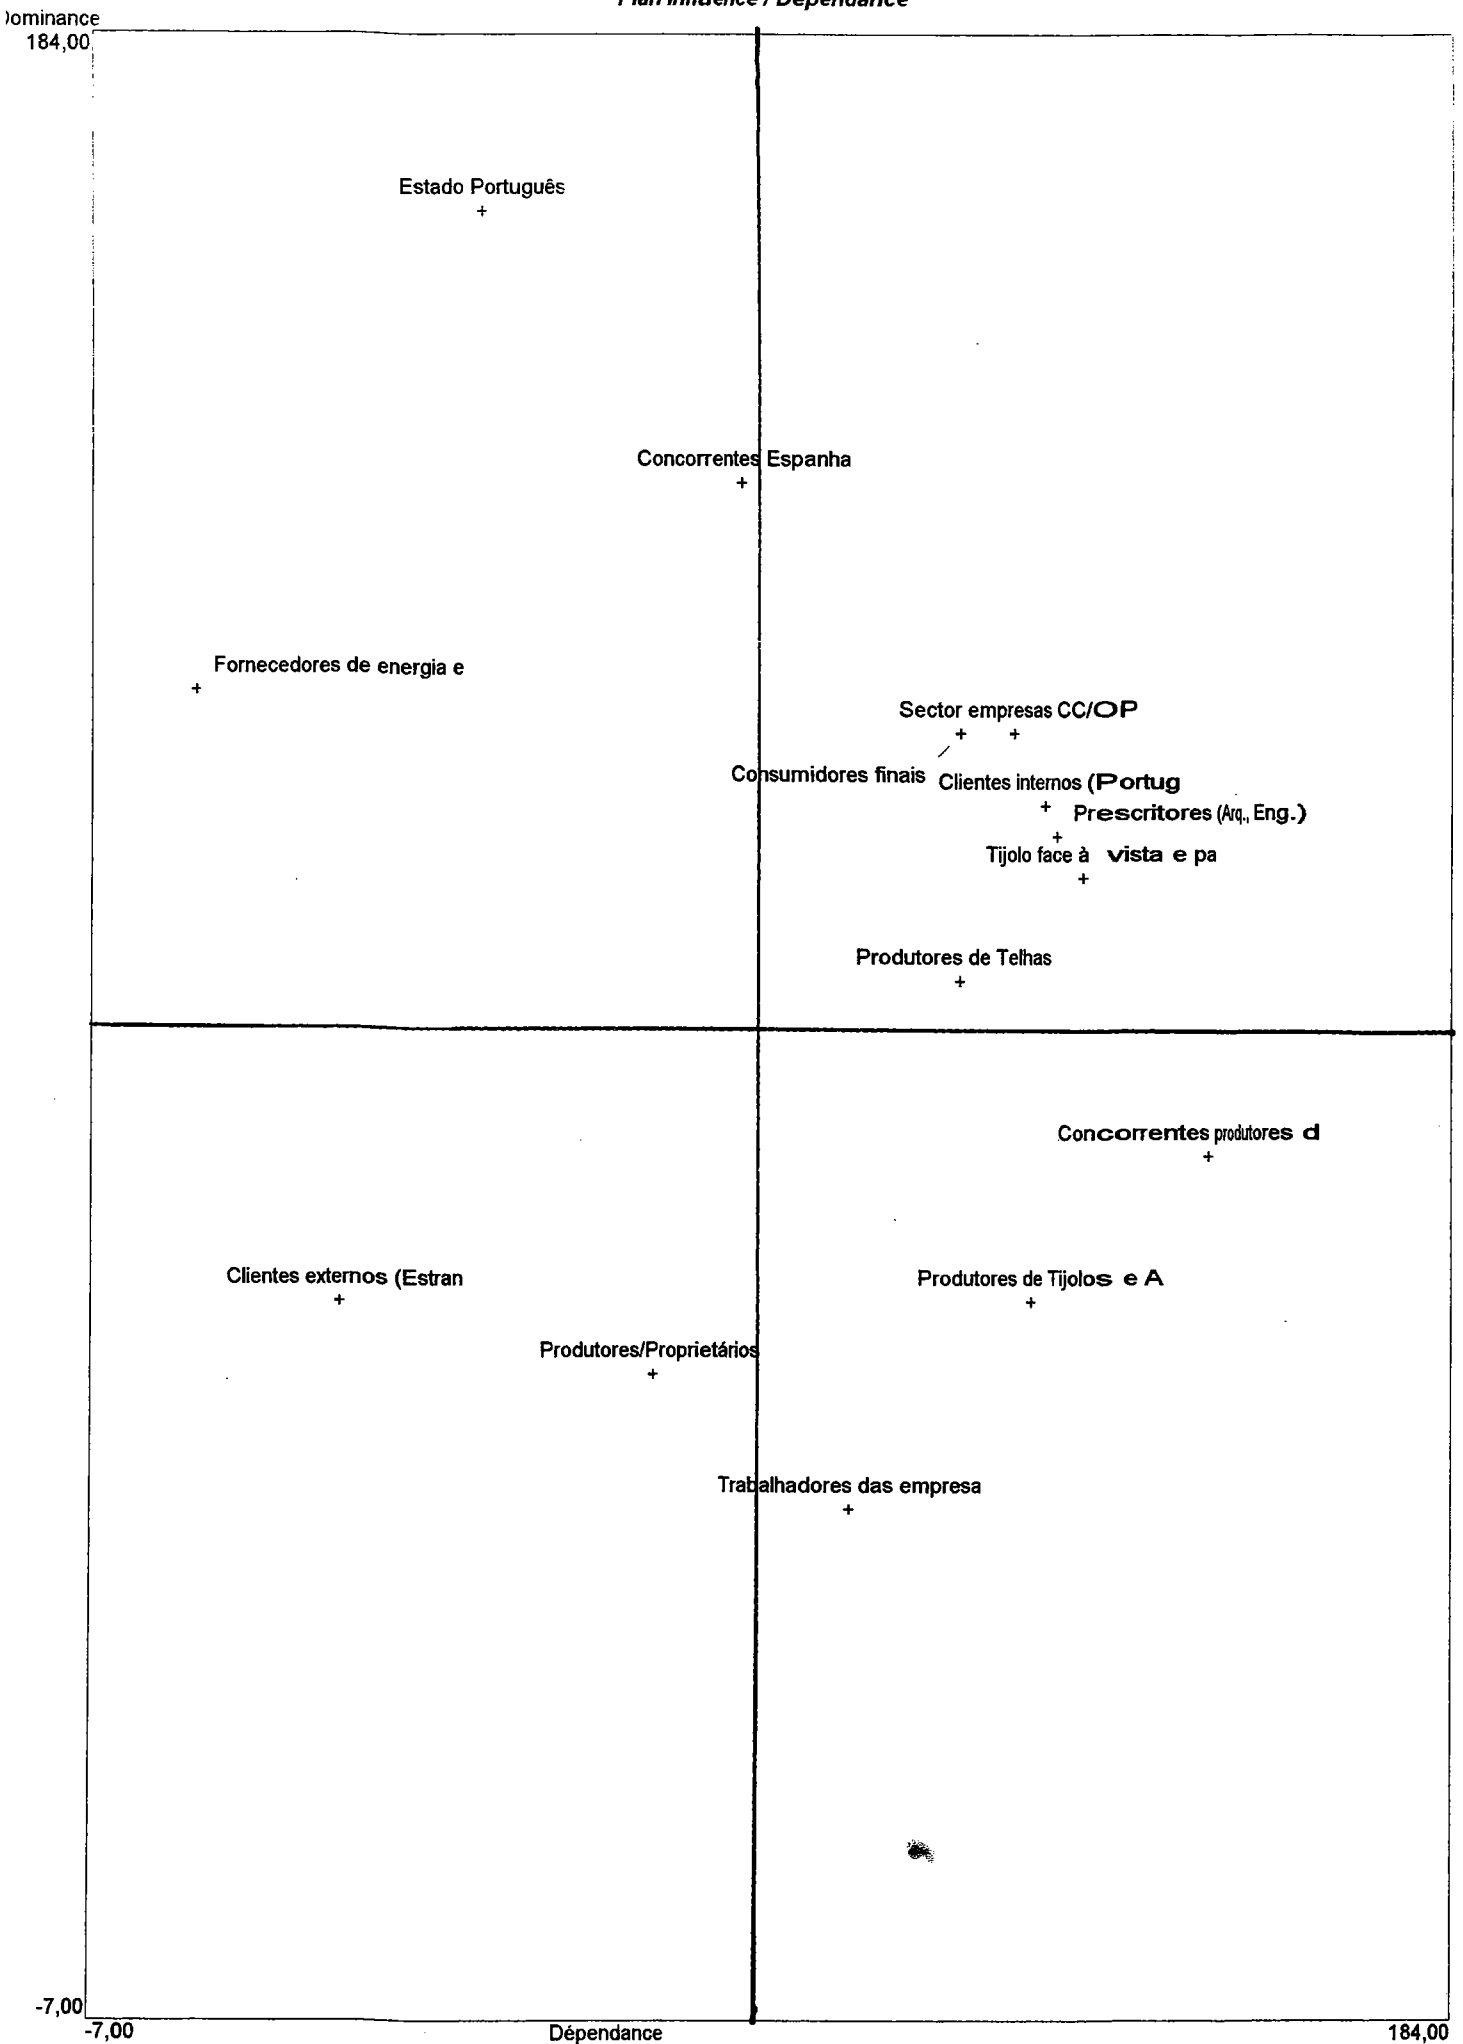 Plan Influence / Dépendance
Dominance
184,00
Estado Português
Concorrentes Espanha
Fornecedores de energia e
Sector empresas CC/OP
Consumidores finais
Clientes internos (Portug
Prescritores (Arq., Eng.)
Tijolo face à vista e pa
Produtores de Telhas
Concorrentes produtores d
Clientes externos (Estran
Produtores de Tijolos e A
Produtores/Proprietários
Trabalhadores das empresa
-7,00
-7,00 Dépendance 184,00